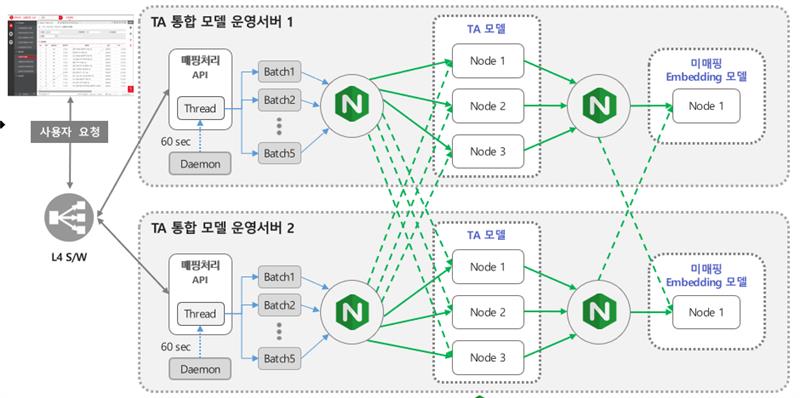 TA 통합 모델 운영서버 1
매핑처리
API
Thread
60 sec
Daemon
Batch1
Batch2
Batch5
N
TA 모델
Node 1
Node 2
Node 3
N
미매핑
Embedding 모델
Node 1
사용자 요청
L4 S/W
TA 통합 모델 운영서버 2
매핑처리
API
Thread
60 sec
Daemon
Batch1
Batch2
Batch5
N
TA 모델
Node 1
Node 2
Node 3
N
미매핑
Embedding 모델
Node 1